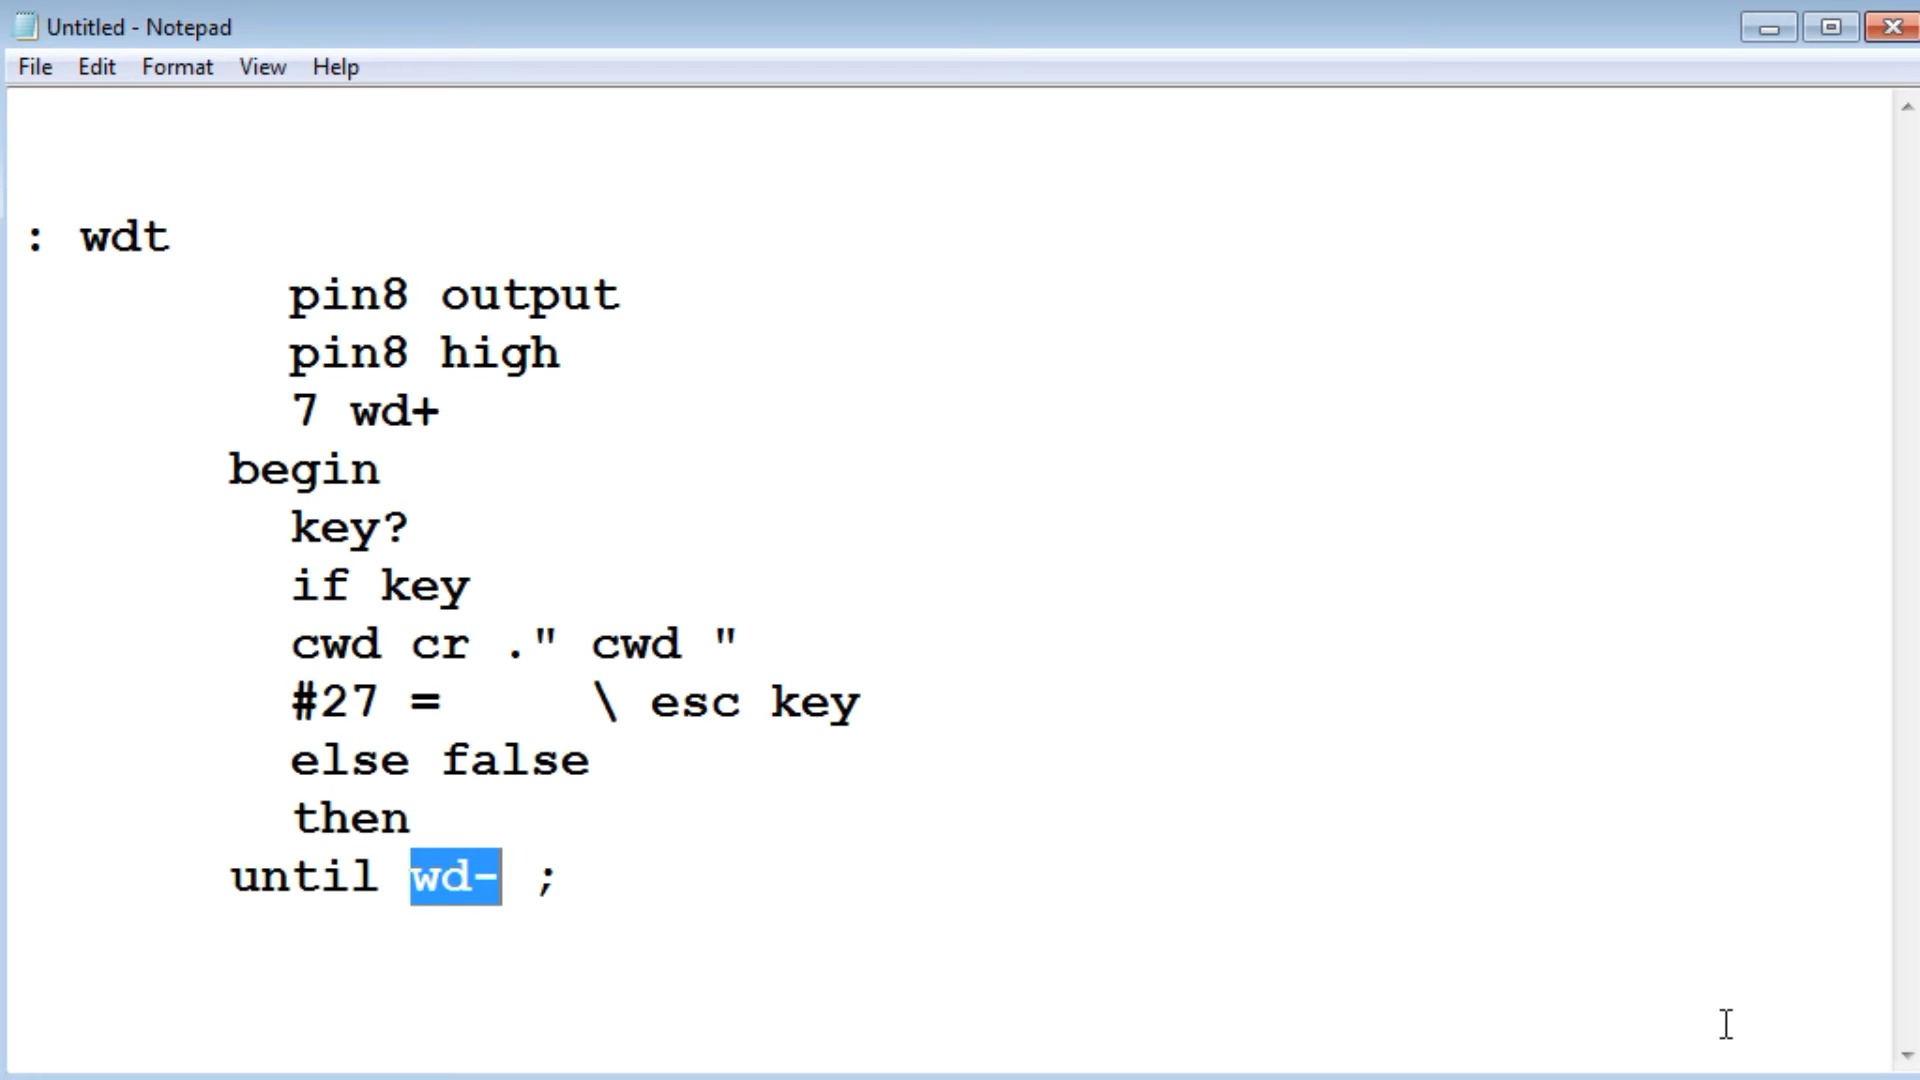 Untitled - Notepad
File Edit Format View Help
: wdt
pin8 output
pin8 high
7 wd+
begin
key?
if key
cwd cr ." cwd "
#27 = \ esc key
else false
then
until wd- ;